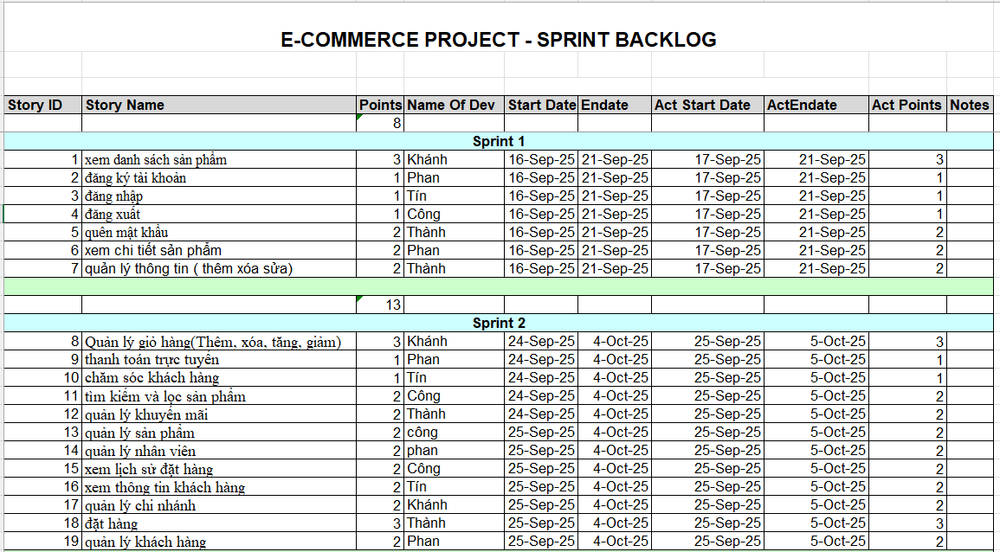 E-COMMERCE PROJECT - SPRINT BACKLOG
Story ID Story Name Points Name Of Dev Start Date Endate Act Start Date ActEndate Act Points Notes
8
Sprint 1
1 xem danh sách sản phẩm 3 Khánh 16-Sep-25 21-Sep-25 17-Sep-25 21-Sep-25 3
2 đăng ký tài khoản 1 Phan 16-Sep-25 21-Sep-25 17-Sep-25 21-Sep-25 1
3 đăng nhập 1 Tín 16-Sep-25 21-Sep-25 17-Sep-25 21-Sep-25 1
4 đăng xuất 1 Công 16-Sep-25 21-Sep-25 17-Sep-25 21-Sep-25 1
5 quên mật khẩu 2 Thành 16-Sep-25 21-Sep-25 17-Sep-25 21-Sep-25 2
6 xem chi tiết sản phẩm 2 Phan 16-Sep-25 21-Sep-25 17-Sep-25 21-Sep-25 2
7 quản lý thông tin ( thêm xóa sửa) 2 Thành 16-Sep-25 21-Sep-25 17-Sep-25 21-Sep-25 2
13
Sprint 2
8 Quản lý giỏ hàng(Thêm, xóa, tăng, giảm) 3 Khánh 24-Sep-25 4-Oct-25 25-Sep-25 5-Oct-25 3
9 thanh toán trực tuyến 1 Phan 24-Sep-25 4-Oct-25 25-Sep-25 5-Oct-25 1
10 chăm sóc khách hàng 1 Tín 24-Sep-25 4-Oct-25 25-Sep-25 5-Oct-25 1
11 tìm kiếm và lọc sản phẩm 2 Công 24-Sep-25 4-Oct-25 25-Sep-25 5-Oct-25 2
12 quản lý khuyến mãi 2 Thành 24-Sep-25 4-Oct-25 25-Sep-25 5-Oct-25 2
13 quản lý sản phẩm 2 công 25-Sep-25 4-Oct-25 25-Sep-25 5-Oct-25 2
14 quản lý nhân viên 2 phan 25-Sep-25 4-Oct-25 25-Sep-25 5-Oct-25 2
15 xem lịch sử đặt hàng 2 Công 25-Sep-25 4-Oct-25 25-Sep-25 5-Oct-25 2
16 xem thông tin khách hàng 2 Tín 25-Sep-25 4-Oct-25 25-Sep-25 5-Oct-25 2
17 quản lý chi nhánh 2 Khánh 25-Sep-25 4-Oct-25 25-Sep-25 5-Oct-25 2
18 đặt hàng 3 Thành 25-Sep-25 4-Oct-25 25-Sep-25 5-Oct-25 3
19 quản lý khách hàng 2 Phan 25-Sep-25 4-Oct-25 25-Sep-25 5-Oct-25 2